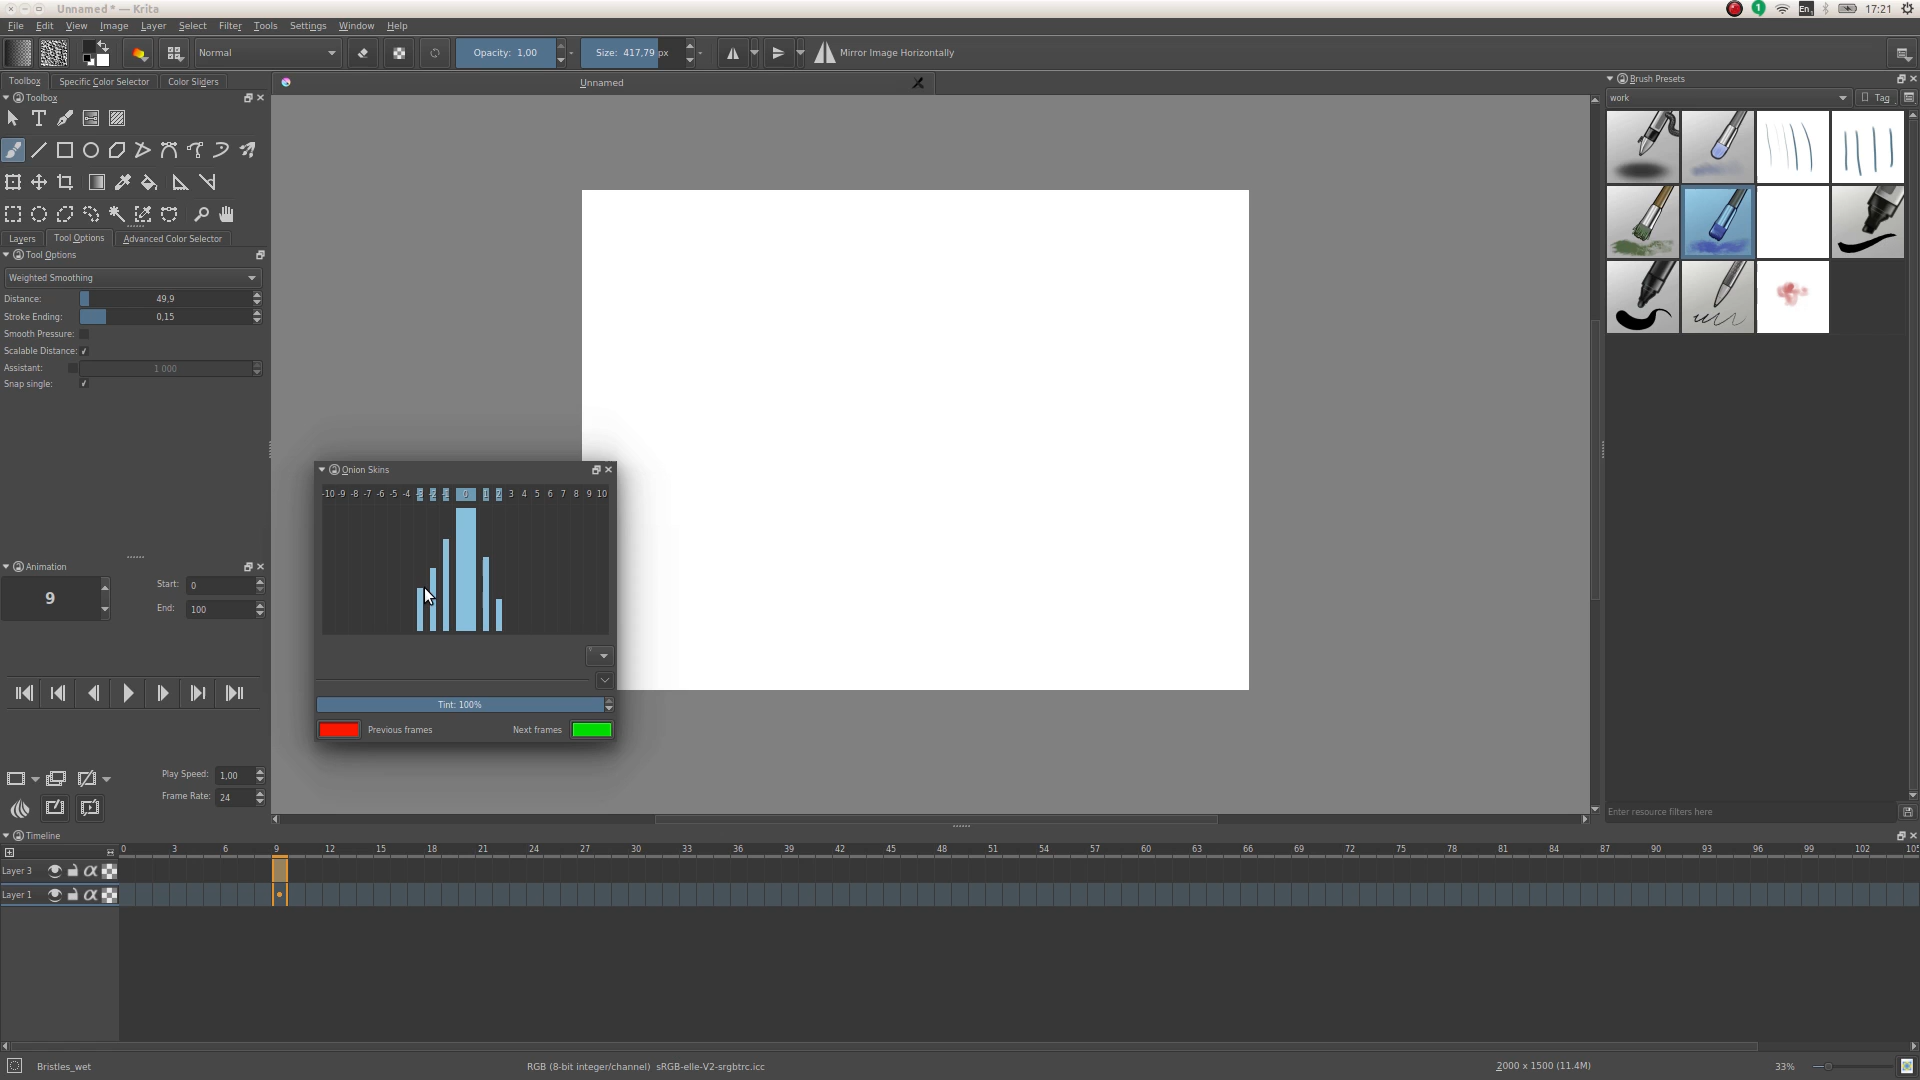 Unnamed * — Krita
1
En
17:21
File Edit View Image Layer Select Filter Tools Settings Window Help
Normal
Opacity: 1,00
Size: 417,79 px
Mirror Image Horizontally
Toolbox Specific Color Selector Color Sliders
Unnamed
Brush Presets
Toolbox
work
Tag
Layers Tool Options Advanced Color Selector
Tool Options
Weighted Smoothing
Distance: 49,9
Stroke Ending: 0,15
Smooth Pressure:
Scalable Distance:
Assistant: 1 000
Snap single:
Onion Skins
-10 -9 -8 -7 -6 -5 -4 -3 -2 -1 0 1 2 3 4 5 6 7 8 9 10
Animation
9
Start: 0
End: 100
Tint: 100%
Previous frames
Next frames
Play Speed: 1,00
Frame Rate: 24
Enter resource filters here
Timeline
0 3 6 9 12 15 18 21 24 27 30 33 36 39 42 45 48 51 54 57 60 63 66 69 72 75 78 81 84 87 90 93 96 99 102 105
Layer 3
Layer 1
Bristles_wet
RGB (8-bit integer/channel) sRGB-elle-V2-srgbtrc.icc
2000 x 1500 (11.4M)
33%